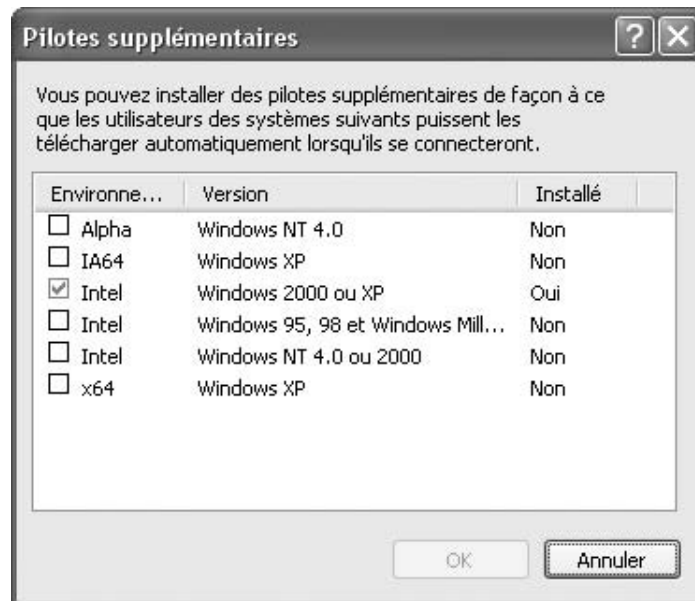 Pilotes supplémentaires
Vous pouvez installer des pilotes supplémentaires de façon à ce
que les utilisateurs des systèmes suivants puissent les
télécharger automatiquement lorsqu'ils se connecteront.
Environne... Version Installé
Alpha Windows NT 4.0 Non
IA64 Windows XP Non
Intel Windows 2000 ou XP Oui
Intel Windows 95, 98 et Windows Mill... Non
Intel Windows NT 4.0 ou 2000 Non
x64 Windows XP Non
OK Annuler